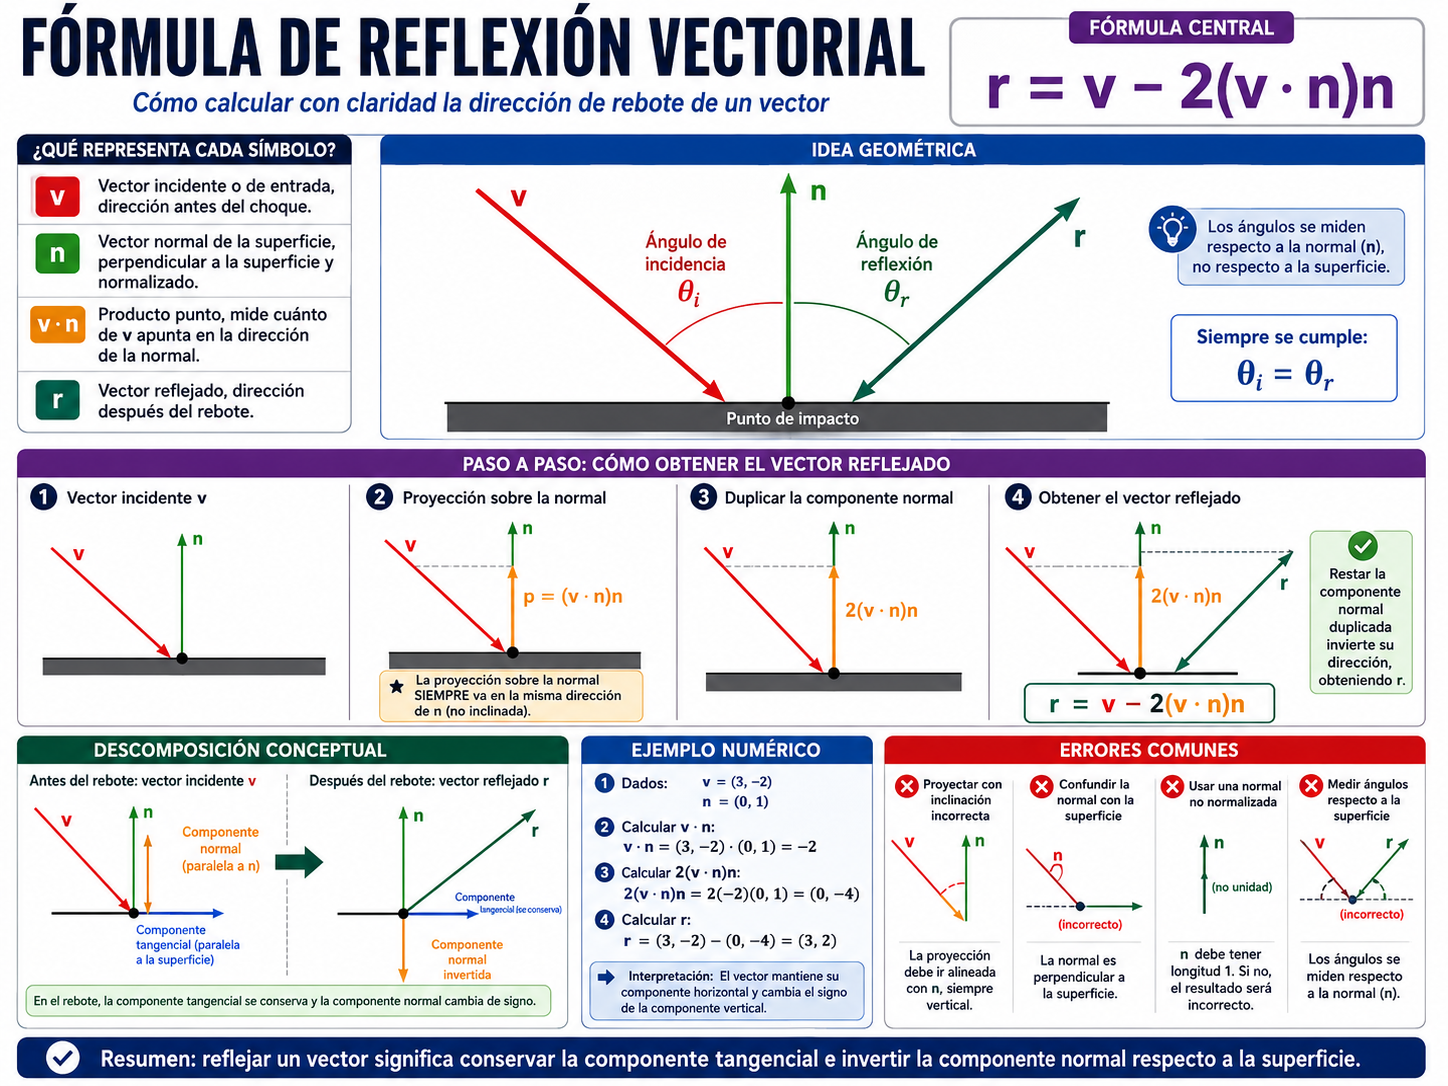 FÓRMULA DE REFLEXIÓN VECTORIAL
Cómo calcular con claridad la dirección de rebote de un vector
FÓRMULA CENTRAL
r = v − 2(v · n)n
¿QUÉ REPRESENTA CADA SÍMBOLO?
v
Vector incidente o de entrada,
dirección antes del choque.
n
Vector normal de la superficie,
perpendicular a la superficie y
normalizado.
v · n
Producto punto, mide cuánto
de v apunta en la dirección
de la normal.
r
Vector reflejado, dirección
después del rebote.
IDEA GEOMÉTRICA
v
n
r
Ángulo de
incidencia
θi
Ángulo de
reflexión
θr
Punto de impacto
Los ángulos se miden
respecto a la normal (n),
no respecto a la superficie.
Siempre se cumple:
θi = θr
PASO A PASO: CÓMO OBTENER EL VECTOR REFLEJADO
1 Vector incidente v
v
n
2 Proyección sobre la normal
v
n
p = (v · n)n
★ La proyección sobre la normal
SIEMPRE va en la misma dirección
de n (no inclinada).
3 Duplicar la componente normal
v
n
2(v · n)n
4 Obtener el vector reflejado
v
n
2(v · n)n
r
r = v − 2(v · n)n
Restar la
componente
normal
duplicada
invierte su
dirección,
obteniendo r.
DESCOMPOSICIÓN CONCEPTUAL
Antes del rebote: vector incidente v
v
n
Componente
normal
(paralela a n)
Componente
tangencial (paralela
a la superficie)
Después del rebote: vector reflejado r
n
r
Componente
tangencial (se conserva)
Componente
normal
invertida
En el rebote, la componente tangencial se conserva y la componente normal cambia de signo.
EJEMPLO NUMÉRICO
1 Dados: v = (3, −2)
n = (0, 1)
2 Calcular v · n:
v · n = (3, −2) · (0, 1) = −2
3 Calcular 2(v · n)n:
2(v · n)n = 2(−2)(0, 1) = (0, −4)
4 Calcular r:
r = (3, −2) − (0, −4) = (3, 2)
Interpretación: El vector mantiene su
componente horizontal y cambia el signo
de la componente vertical.
ERRORES COMUNES
Proyectar con
inclinación
incorrecta
v
n
La proyección
debe ir alineada
con n, siempre
vertical.
Confundir la
normal con la
superficie
n
(incorrecto)
La normal es
perpendicular a
la superficie.
Usar una normal
no normalizada
n
(no unidad)
n debe tener
longitud 1. Si no,
el resultado será
incorrecto.
Medir ángulos
respecto a la
superficie
v
r
(incorrecto)
Los ángulos se
miden respecto
a la normal (n).
Resumen: reflejar un vector significa conservar la componente tangencial e invertir la componente normal respecto a la superficie.